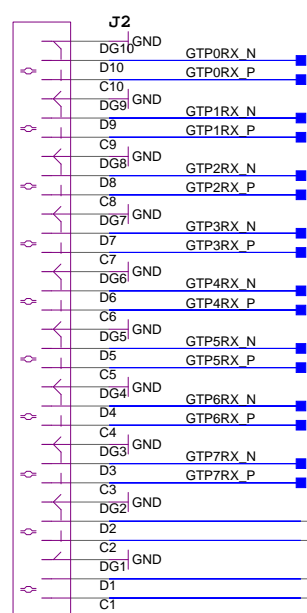 J2
GND
DG10
GTP0RX_N
D10
GTP0RX_P
C10
GND
DG9
GTP1RX_N
D9
GTP1RX_P
C9
GND
DG8
GTP2RX_N
D8
GTP2RX_P
C8
GND
DG7
GTP3RX_N
D7
GTP3RX_P
C7
GND
DG6
GTP4RX_N
D6
GTP4RX_P
C6
GND
DG5
GTP5RX_N
D5
GTP5RX_P
C5
GND
DG4
GTP6RX_N
D4
GTP6RX_P
C4
GND
DG3
GTP7RX_N
D3
GTP7RX_P
C3
GND
DG2
D2
C2
GND
DG1
D1
C1